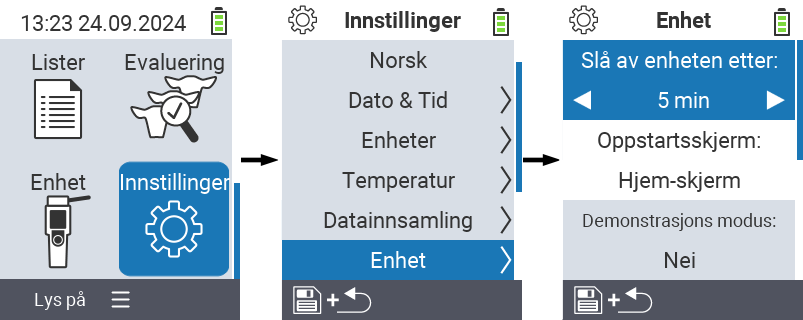 13:23 24.09.2024
Lister
Evaluering
Enhet
Innstillinger
Lys på
Innstillinger
Norsk
Dato & Tid
Enheter
Temperatur
Datainnsamling
Enhet
+
Enhet
Slå av enheten etter:
5 min
Oppstartsskjerm:
Hjem-skjerm
Demonstrasjons modus:
Nei
+